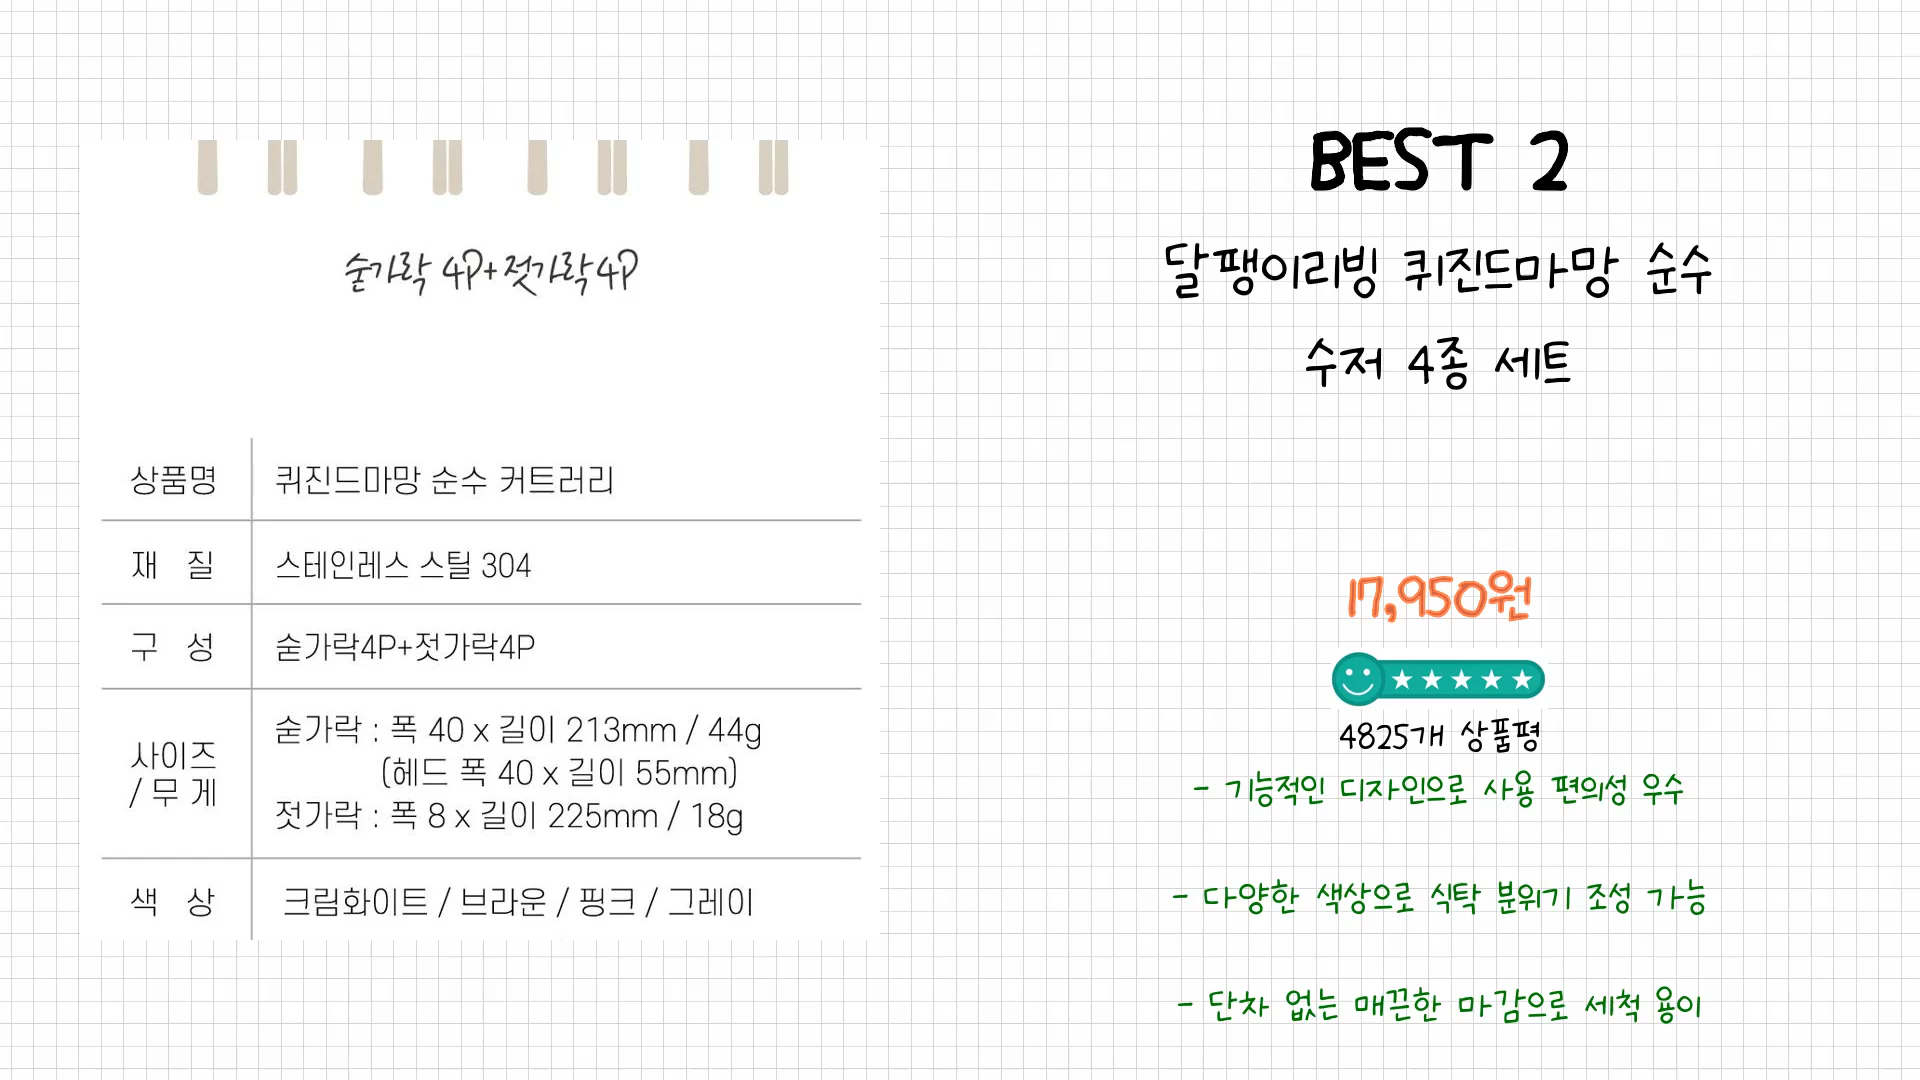 숟가락 4P+젓가락4P
상품명 퀴진드마망 순수 커트러리
재 질 스테인레스 스틸 304
구 성 숟가락4P+젓가락4P
사이즈 / 무 게
숟가락 : 폭 40 x 길이 213mm / 44g
(헤드 폭 40 x 길이 55mm)
젓가락 : 폭 8 x 길이 225mm / 18g
색 상 크림화이트 / 브라운 / 핑크 / 그레이
BEST 2
달팽이리빙 퀴진드마망 순수
수저 4종 세트
17,950원
4825개 상품평
- 기능적인 디자인으로 사용 편의성 우수
- 다양한 색상으로 식탁 분위기 조성 가능
- 단차 없는 매끈한 마감으로 세척 용이